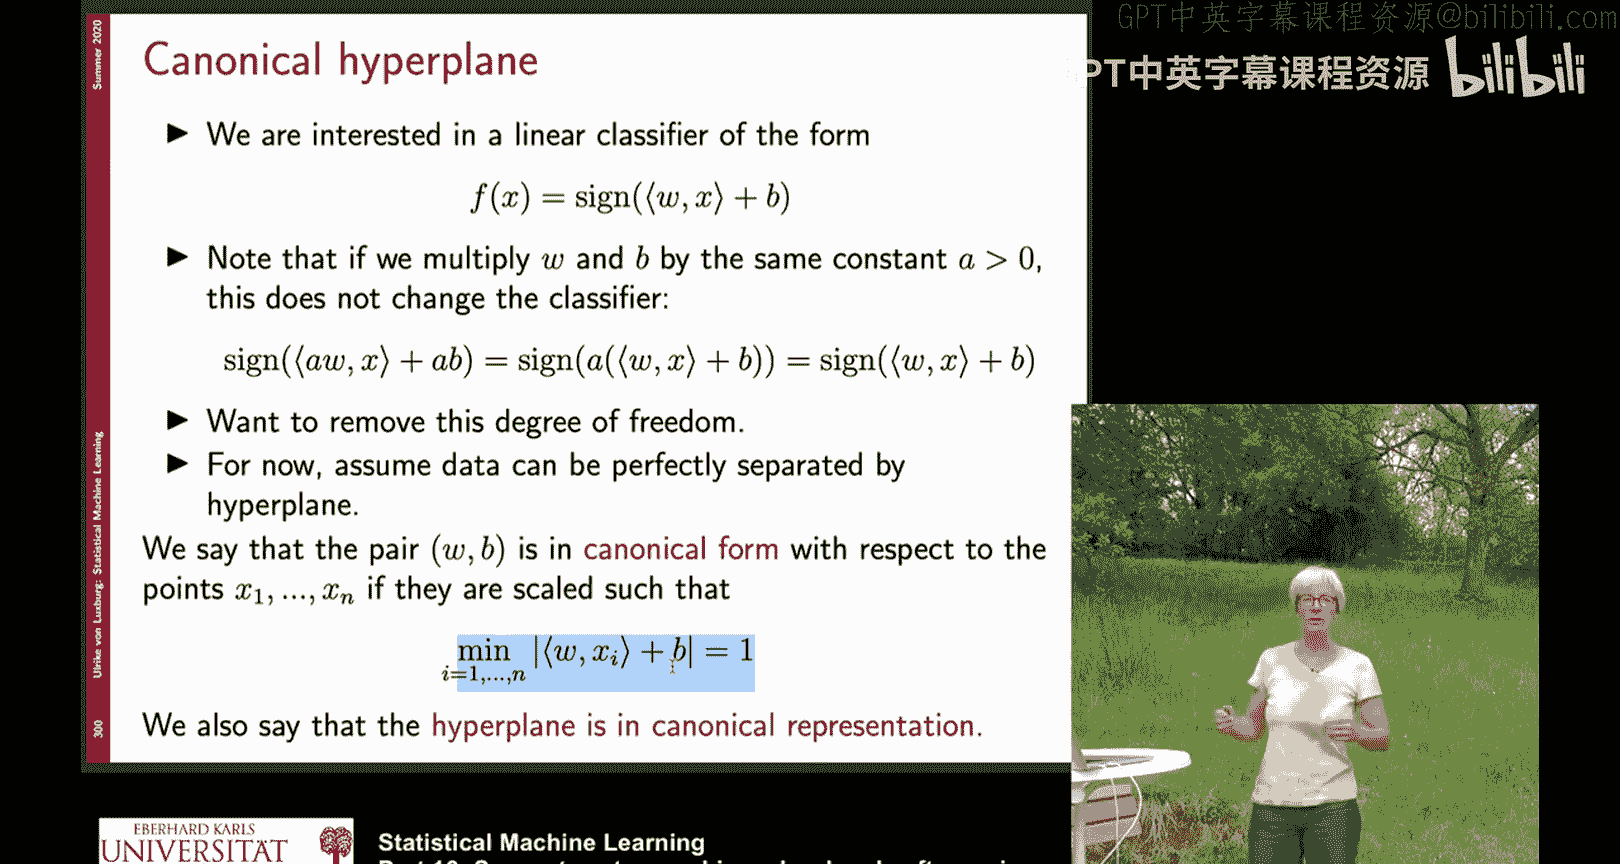 GPT中英字幕课程资源@bilibili.com
PT中英字幕课程资源 bilibili
Summer 2020
Canonical hyperplane
► We are interested in a linear classifier of the form
f(x) = sign(⟨w, x⟩ + b)
► Note that if we multiply w and b by the same constant a > 0,
this does not change the classifier:
sign(⟨aw, x⟩ + ab) = sign(a(⟨w, x⟩ + b)) = sign(⟨w, x⟩ + b)
► Want to remove this degree of freedom.
► For now, assume data can be perfectly separated by
hyperplane.
We say that the pair (w, b) is in canonical form with respect to the
points x₁, ..., xₙ if they are scaled such that
min |⟨w, xᵢ⟩ + b| = 1
i=1,...,n
We also say that the hyperplane is in canonical representation.
Ulrike von Luxburg: Statistical Machine Learning
300
EBERHARD KARLS
UNIVERSITÄT
Statistical Machine Learning